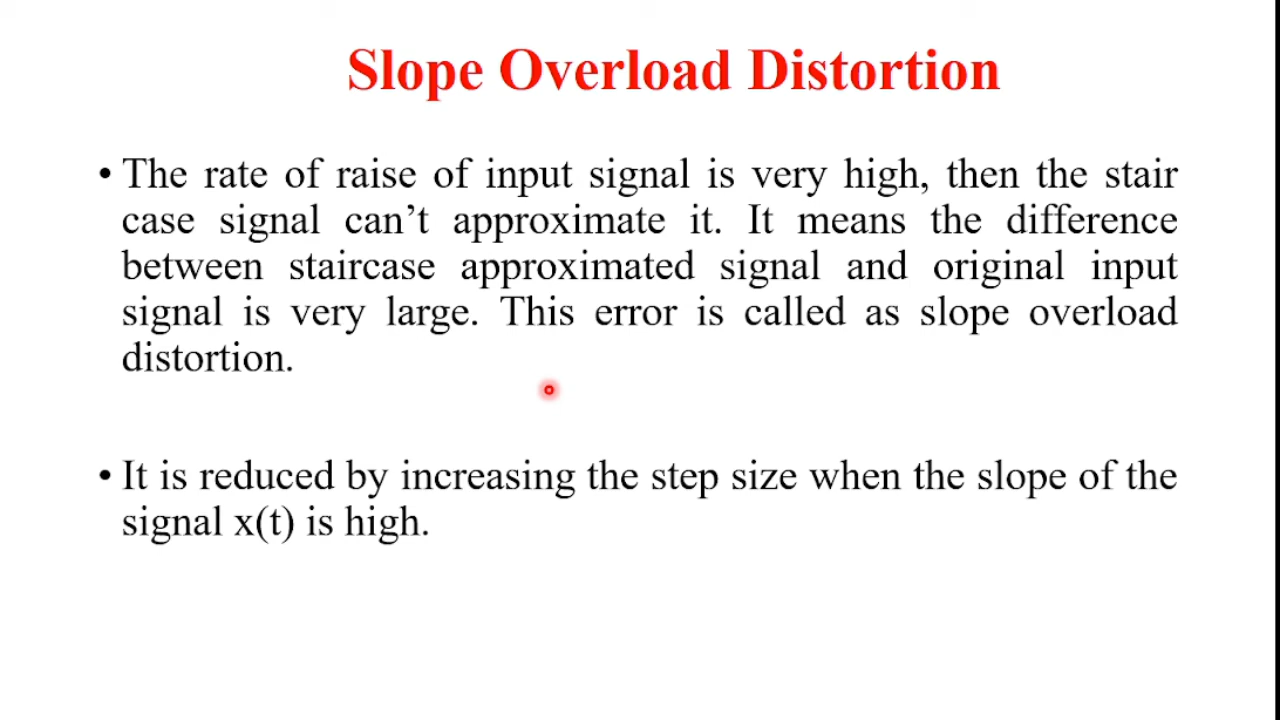 Slope Overload Distortion
• The rate of raise of input signal is very high, then the stair
case signal can’t approximate it. It means the difference
between staircase approximated signal and original input
signal is very large. This error is called as slope overload
distortion.
• It is reduced by increasing the step size when the slope of the
signal x(t) is high.